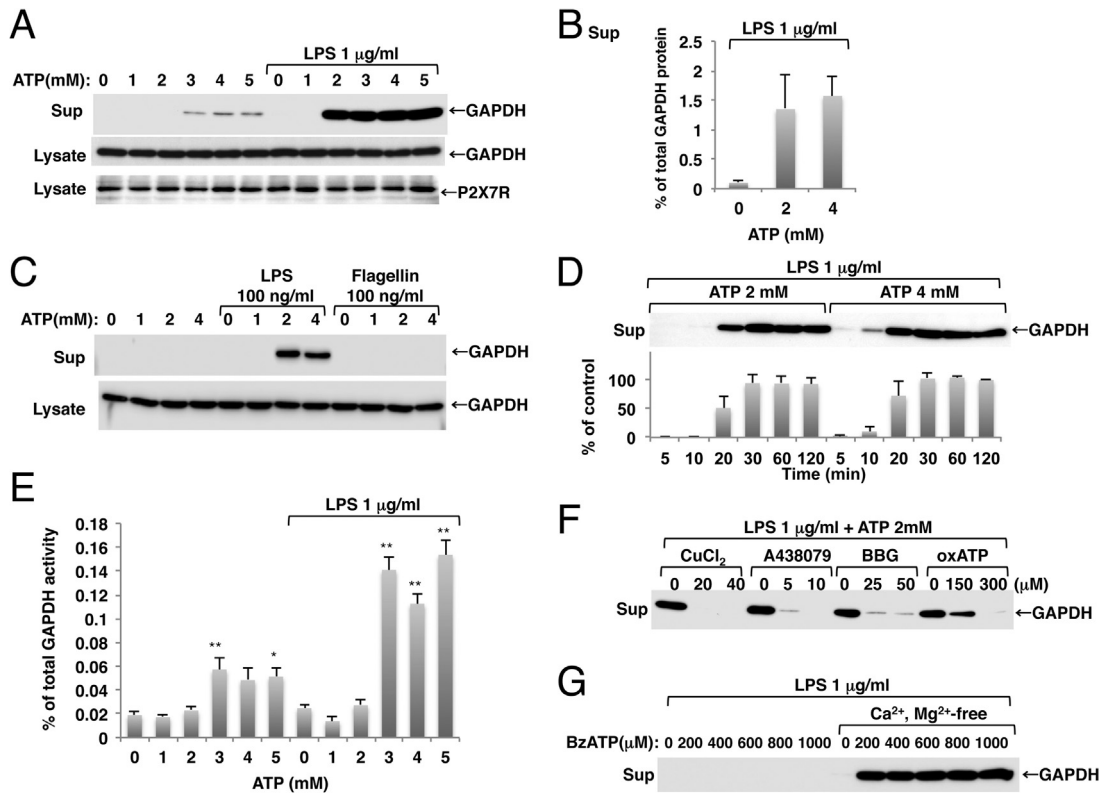 A
LPS 1 μg/ml
ATP(mM): 0 1 2 3 4 5 0 1 2 3 4 5
Sup ←GAPDH
Lysate ←GAPDH
Lysate ←P2X7R
B Sup
LPS 1 μg/ml
% of total GAPDH protein
2.5
2
1.5
1
0.5
0
0 2 4
ATP (mM)
C
LPS Flagellin
100 ng/ml 100 ng/ml
ATP(mM): 0 1 2 4 0 1 2 4 0 1 2 4
Sup ←GAPDH
Lysate ←GAPDH
D
LPS 1 μg/ml
ATP 2 mM ATP 4 mM
Sup ←GAPDH
% of control
100
50
0
5 10 20 30 60 120 5 10 20 30 60 120
Time (min)
E
LPS 1 μg/ml
% of total GAPDH activity
0.18
0.16
0.14
0.12
0.1
0.08
0.06
0.04
0.02
0
** * ** ** **
0 1 2 3 4 5 0 1 2 3 4 5
ATP (mM)
F
LPS 1 μg/ml + ATP 2mM
CuCl₂ A438079 BBG oxATP
0 20 40 0 5 10 0 25 50 0 150 300 (μM)
Sup ←GAPDH
G
LPS 1 μg/ml
Ca²⁺, Mg²⁺-free
BzATP(μM): 0 200 400 600 800 1000 0 200 400 600 800 1000
Sup ←GAPDH